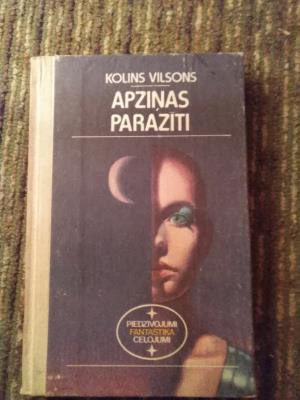 KOLINS VILSONS
APZIŅAS
PARAZĪTI
PIEDZĪVOJUMI
FANTASTIKA
CEĻOJUMI